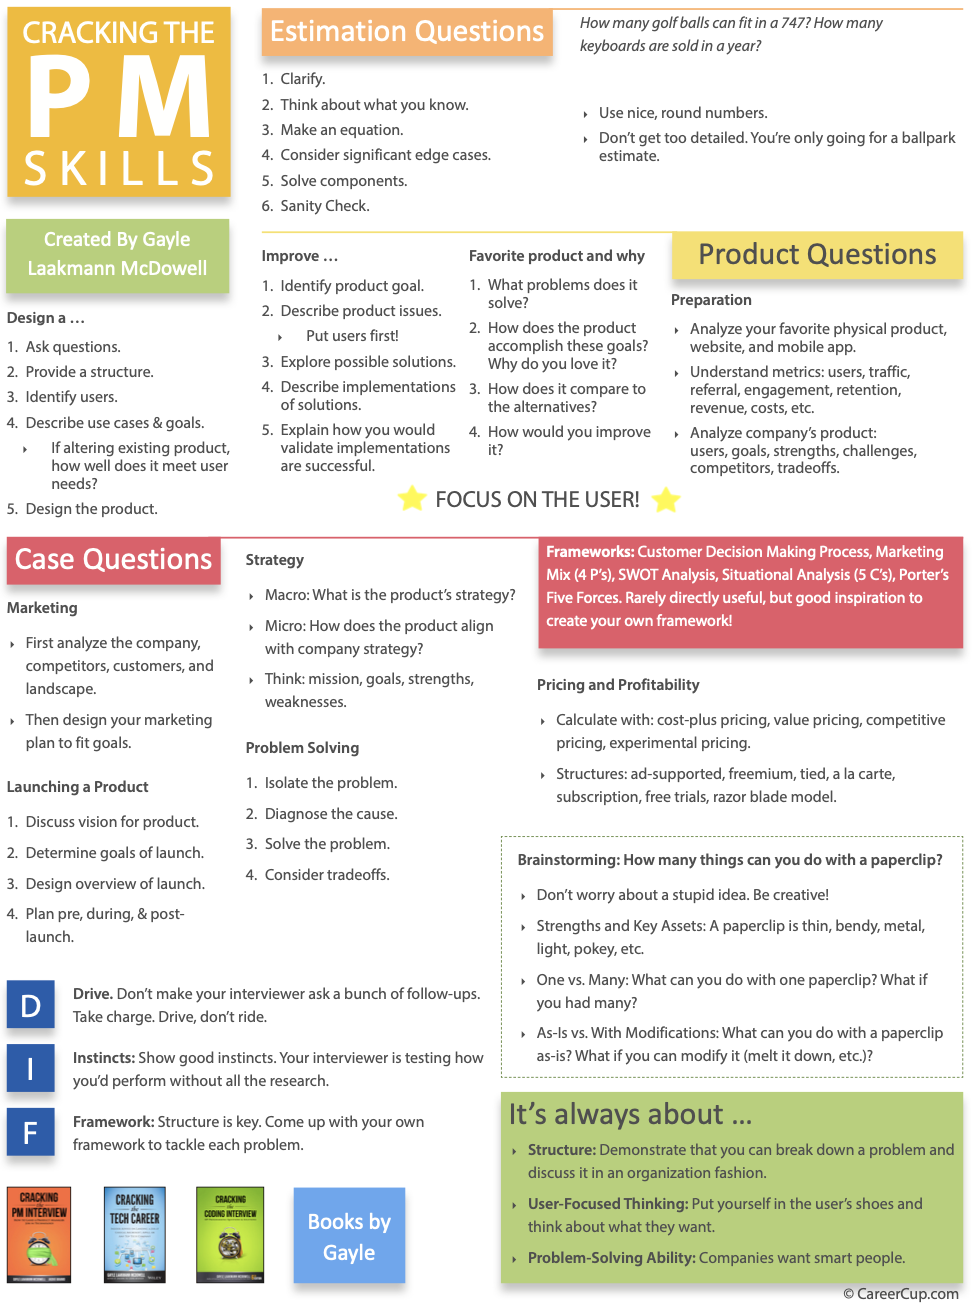 CRACKING THE
PM
SKILLS
Created By Gayle
Laakmann McDowell
Estimation Questions
How many golf balls can fit in a 747? How many
keyboards are sold in a year?
1. Clarify.
2. Think about what you know.
3. Make an equation.
4. Consider significant edge cases.
5. Solve components.
6. Sanity Check.
Use nice, round numbers.
Don't get too detailed. You're only going for a ballpark
estimate.
Product Questions
Design a …
1. Ask questions.
2. Provide a structure.
3. Identify users.
4. Describe use cases & goals.
If altering existing product,
how well does it meet user
needs?
5. Design the product.
Improve …
1. Identify product goal.
2. Describe product issues.
Put users first!
3. Explore possible solutions.
4. Describe implementations
of solutions.
5. Explain how you would
validate implementations
are successful.
Favorite product and why
1. What problems does it
solve?
2. How does the product
accomplish these goals?
Why do you love it?
3. How does it compare to
the alternatives?
4. How would you improve
it?
Preparation
Analyze your favorite physical product,
website, and mobile app.
Understand metrics: users, traffic,
referral, engagement, retention,
revenue, costs, etc.
Analyze company's product:
users, goals, strengths, challenges,
competitors, tradeoffs.
FOCUS ON THE USER!
Case Questions
Marketing
First analyze the company,
competitors, customers, and
landscape.
Then design your marketing
plan to fit goals.
Launching a Product
1. Discuss vision for product.
2. Determine goals of launch.
3. Design overview of launch.
4. Plan pre, during, & post-
launch.
Strategy
Macro: What is the product's strategy?
Micro: How does the product align
with company strategy?
Think: mission, goals, strengths,
weaknesses.
Problem Solving
1. Isolate the problem.
2. Diagnose the cause.
3. Solve the problem.
4. Consider tradeoffs.
Frameworks: Customer Decision Making Process, Marketing
Mix (4 P's), SWOT Analysis, Situational Analysis (5 C's), Porter's
Five Forces. Rarely directly useful, but good inspiration to
create your own framework!
Pricing and Profitability
Calculate with: cost-plus pricing, value pricing, competitive
pricing, experimental pricing.
Structures: ad-supported, freemium, tied, a la carte,
subscription, free trials, razor blade model.
Brainstorming: How many things can you do with a paperclip?
Don't worry about a stupid idea. Be creative!
Strengths and Key Assets: A paperclip is thin, bendy, metal,
light, pokey, etc.
One vs. Many: What can you do with one paperclip? What if
you had many?
As-Is vs. With Modifications: What can you do with a paperclip
as-is? What if you can modify it (melt it down, etc.)?
D
Drive. Don't make your interviewer ask a bunch of follow-ups.
Take charge. Drive, don't ride.
I
Instincts: Show good instincts. Your interviewer is testing how
you'd perform without all the research.
F
Framework: Structure is key. Come up with your own
framework to tackle each problem.
It's always about …
Structure: Demonstrate that you can break down a problem and
discuss it in an organization fashion.
User-Focused Thinking: Put yourself in the user's shoes and
think about what they want.
Problem-Solving Ability: Companies want smart people.
CRACKING
the
PM INTERVIEW
CRACKING
the
TECH CAREER
CRACKING
the
CODING INTERVIEW
Books by
Gayle
© CareerCup.com